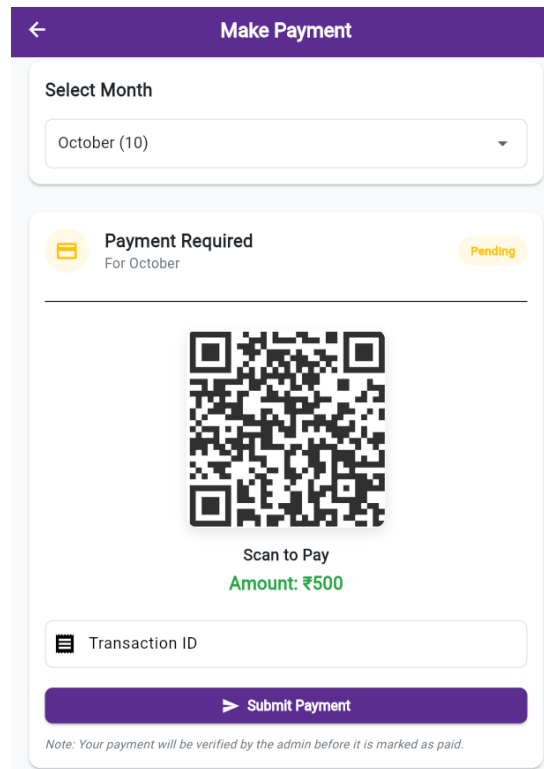 Make Payment
Select Month
October (10)
Payment Required
For October
Pending
Scan to Pay
Amount: ₹500
Transaction ID
Submit Payment
Note: Your payment will be verified by the admin before it is marked as paid.